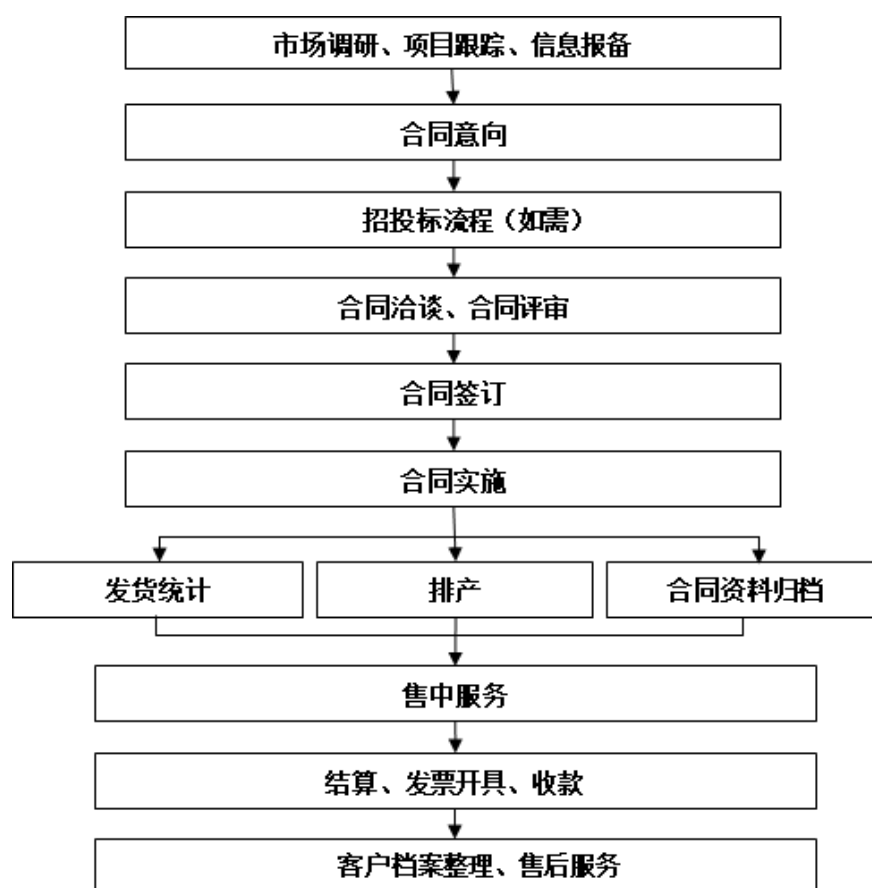 市场调研、项目跟踪、信息报备
合同意向
招投标流程（如需）
合同洽谈、合同评审
合同签订
合同实施
发货统计
排产
合同资料归档
售中服务
结算、发票开具、收款
客户档案整理、售后服务